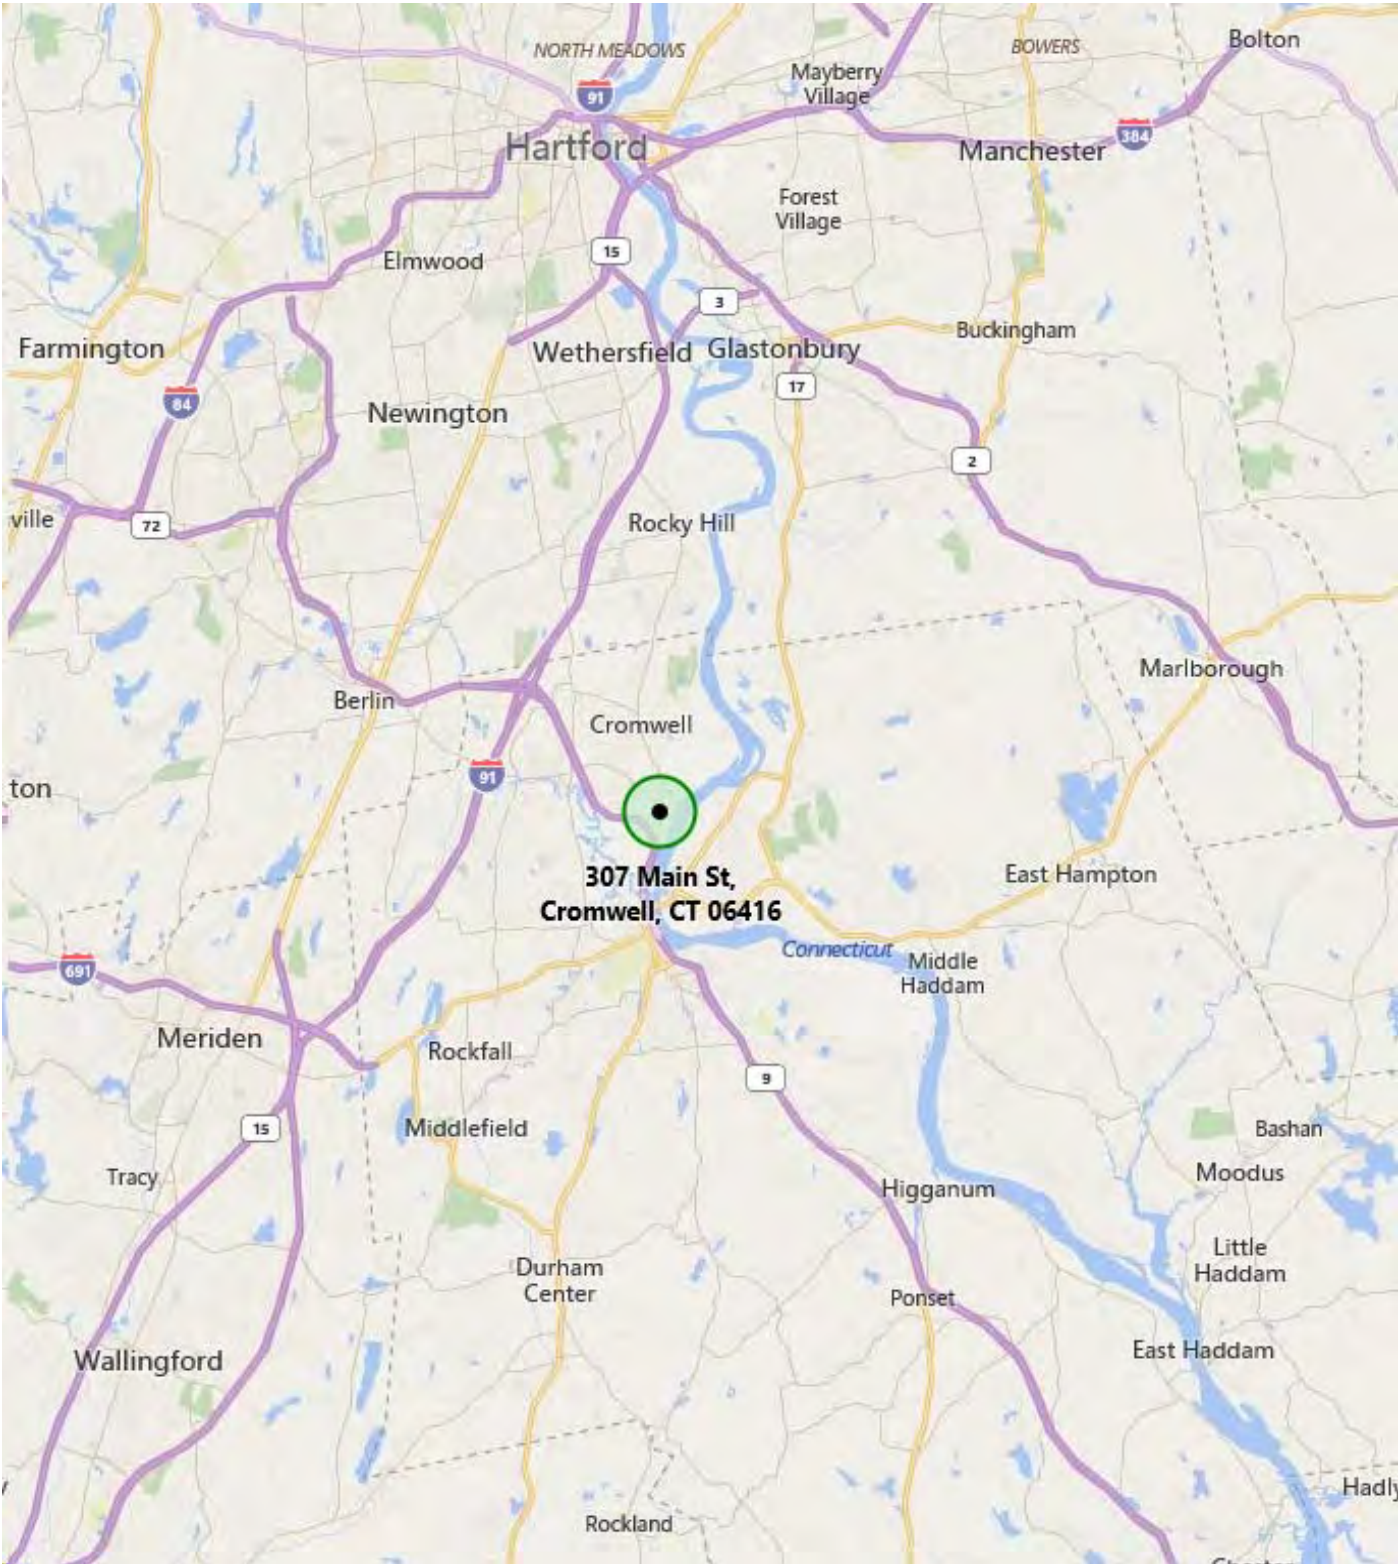 NORTH MEADOWS
BOWERS
Bolton
Mayberry
Village
91
Hartford
384
Manchester
Forest
Village
15
Elmwood
3
Buckingham
Farmington
Wethersfield
Glastonbury
17
84
Newington
2
ville
72
Rocky Hill
Marlborough
Berlin
Cromwell
91
ton
307 Main St,
Cromwell, CT 06416
East Hampton
Connecticut
Middle
Haddam
691
Meriden
Rockfall
9
15
Middlefield
Bashan
Tracy
Moodus
Higganum
Little
Haddam
Durham
Center
Ponset
East Haddam
Wallingford
Hadly
Rockland